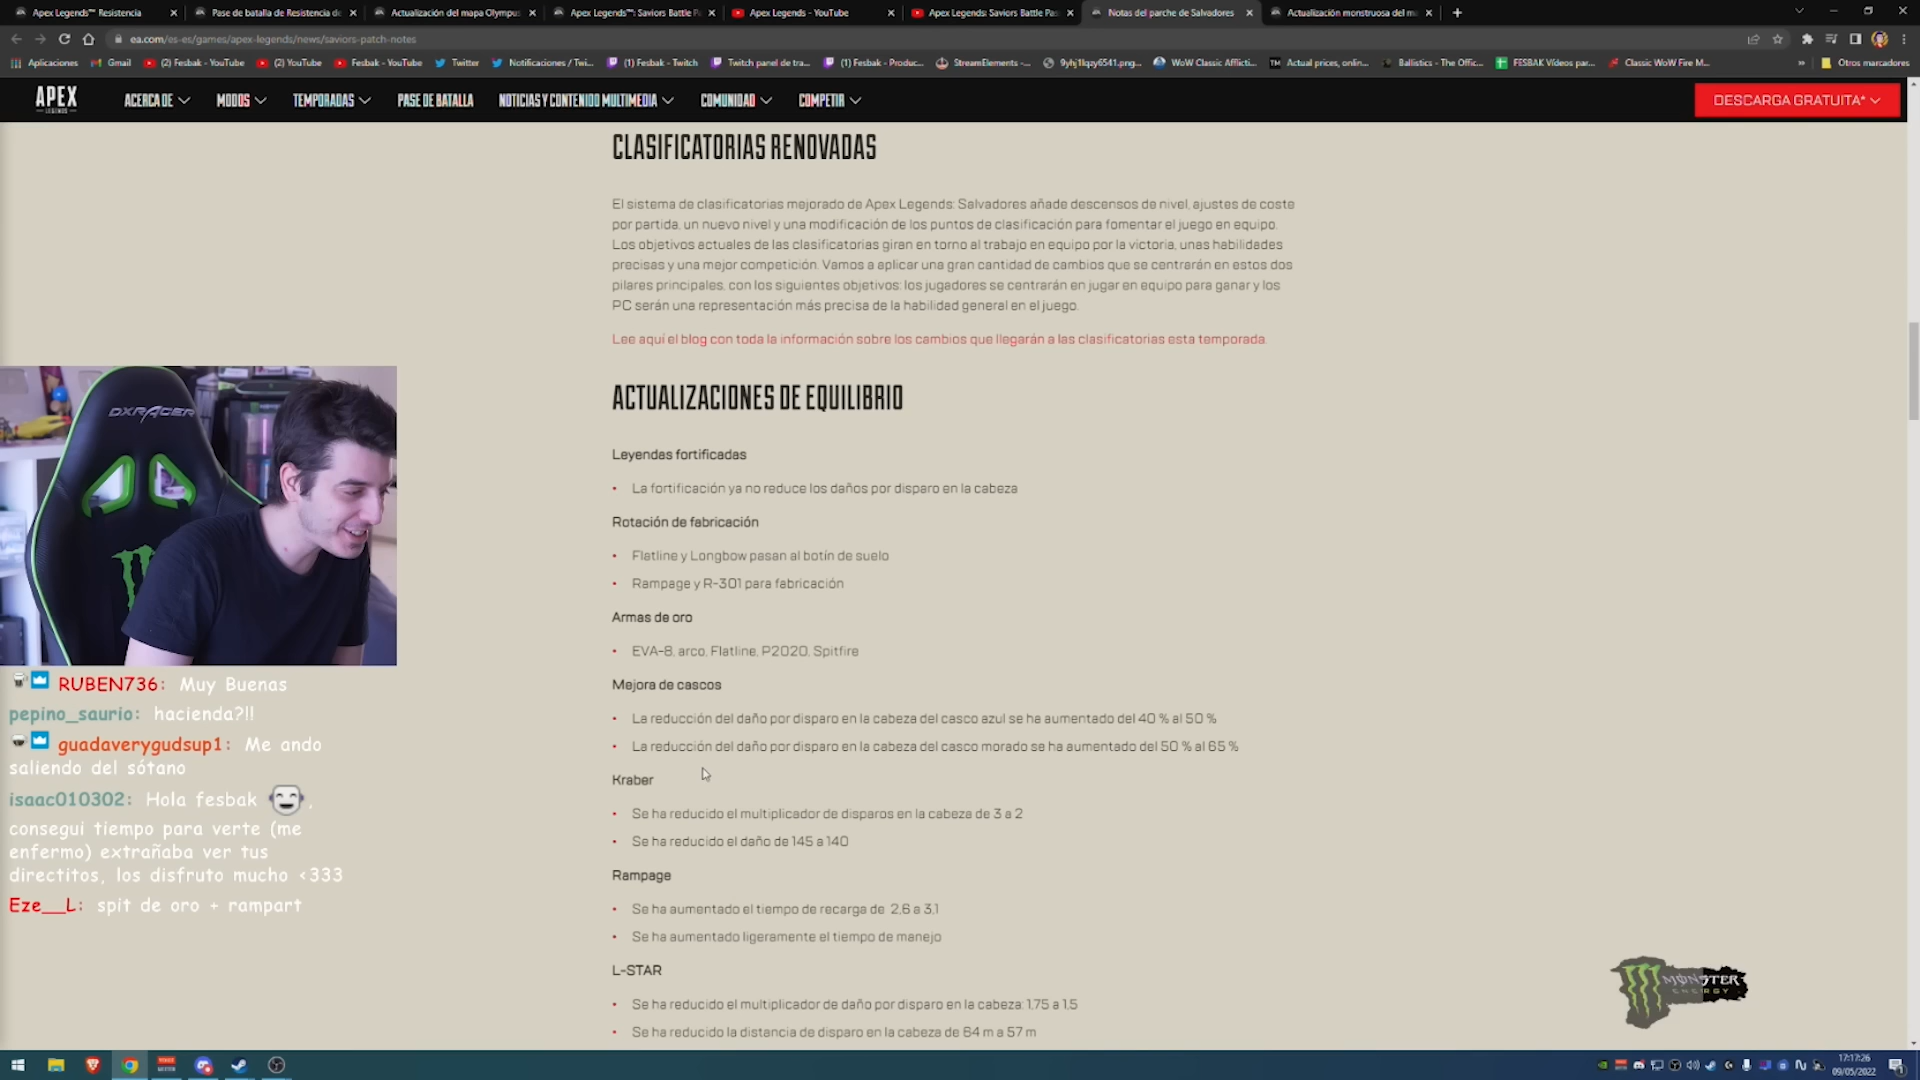 Apex Legends™ Resistencia
Pase de batalla de Resistencia de
Actualización del mapa Olympus
Apex Legends™: Saviors Battle P
Apex Legends - YouTube
Apex Legends: Saviors Battle Pas
Notas del parche de Salvadores
Actualización monstruosa del m
ea.com/es-es/games/apex-legends/news/saviors-patch-notes
Aplicaciones
Gmail
(2) Fesbak - YouTube
(2) YouTube
Fesbak - YouTube
Twitter
Notificaciones / Twi...
(1) Fesbak - Twitch
Twitch panel de tra...
(1) Fesbak - Produc...
StreamElements -...
9yhj1lqzy6541.png...
WoW Classic Afflicti...
Actual prices, onlin...
Ballistics - The Offic...
FESBAK Vídeos par...
Classic WoW Fire M...
»
Otros marcadores
APEX
LEGENDS
ACERCA DE
MODOS
TEMPORADAS
PASE DE BATALLA
NOTICIAS Y CONTENIDO MULTIMEDIA
COMUNIDAD
COMPETIR
DESCARGA GRATUITA*
CLASIFICATORIAS RENOVADAS
El sistema de clasificatorias mejorado de Apex Legends: Salvadores añade descensos de nivel, ajustes de coste
por partida, un nuevo nivel y una modificación de los puntos de clasificación para fomentar el juego en equipo.
Los objetivos actuales de las clasificatorias giran en torno al trabajo en equipo por la victoria, unas habilidades
precisas y una mejor competición. Vamos a aplicar una gran cantidad de cambios que se centrarán en estos dos
pilares principales, con los siguientes objetivos: los jugadores se centrarán en jugar en equipo para ganar y los
PC serán una representación más precisa de la habilidad general en el juego.
Lee aquí el blog con toda la información sobre los cambios que llegarán a las clasificatorias esta temporada.
ACTUALIZACIONES DE EQUILIBRIO
Leyendas fortificadas
• La fortificación ya no reduce los daños por disparo en la cabeza
Rotación de fabricación
• Flatline y Longbow pasan al botín de suelo
• Rampage y R-301 para fabricación
Armas de oro
• EVA-8, arco, Flatline, P2020, Spitfire
Mejora de cascos
• La reducción del daño por disparo en la cabeza del casco azul se ha aumentado del 40 % al 50 %
• La reducción del daño por disparo en la cabeza del casco morado se ha aumentado del 50 % al 65 %
Kraber
• Se ha reducido el multiplicador de disparos en la cabeza de 3 a 2
• Se ha reducido el daño de 145 a 140
Rampage
• Se ha aumentado el tiempo de recarga de 2,6 a 3,1
• Se ha aumentado ligeramente el tiempo de manejo
L-STAR
• Se ha reducido el multiplicador de daño por disparo en la cabeza: 1,75 a 1,5
• Se ha reducido la distancia de disparo en la cabeza de 64 m a 57 m
DXRACER
RUBEN736: Muy Buenas
pepino_saurio: hacienda?!!
guadaverygudsup1: Me ando
saliendo del sótano
isaac010302: Hola fesbak ,
consegui tiempo para verte (me
enfermo) extrañaba ver tus
directitos, los disfruto mucho <333
Eze__L: spit de oro + rampart
MONSTER
ENERGY
17:17:26
09/05/2022